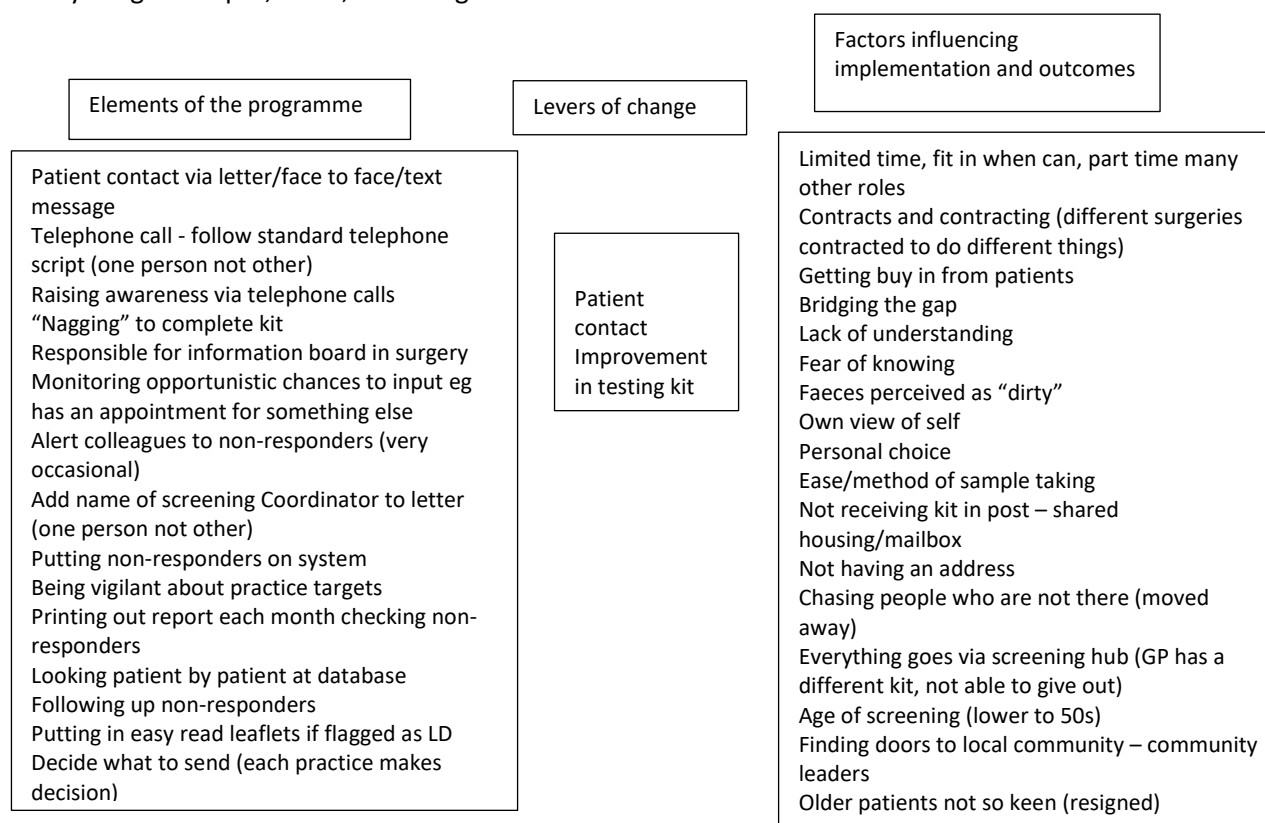 Factors influencing
implementation and outcomes
Elements of the programme
Levers of change
Patient contact via letter/face to face/text
message
Telephone call - follow standard telephone
script (one person not other)
Raising awareness via telephone calls
“Nagging” to complete kit
Responsible for information board in surgery
Monitoring opportunistic chances to input eg
has an appointment for something else
Alert colleagues to non-responders (very
occasional)
Add name of screening Coordinator to letter
(one person not other)
Putting non-responders on system
Being vigilant about practice targets
Printing out report each month checking non-
responders
Looking patient by patient at database
Following up non-responders
Putting in easy read leaflets if flagged as LD
Decide what to send (each practice makes
decision)
Patient
contact
Improvement
in testing kit
Limited time, fit in when can, part time many
other roles
Contracts and contracting (different surgeries
contracted to do different things)
Getting buy in from patients
Bridging the gap
Lack of understanding
Fear of knowing
Faeces perceived as “dirty”
Own view of self
Personal choice
Ease/method of sample taking
Not receiving kit in post – shared
housing/mailbox
Not having an address
Chasing people who are not there (moved
away)
Everything goes via screening hub (GP has a
different kit, not able to give out)
Age of screening (lower to 50s)
Finding doors to local community – community
leaders
Older patients not so keen (resigned)